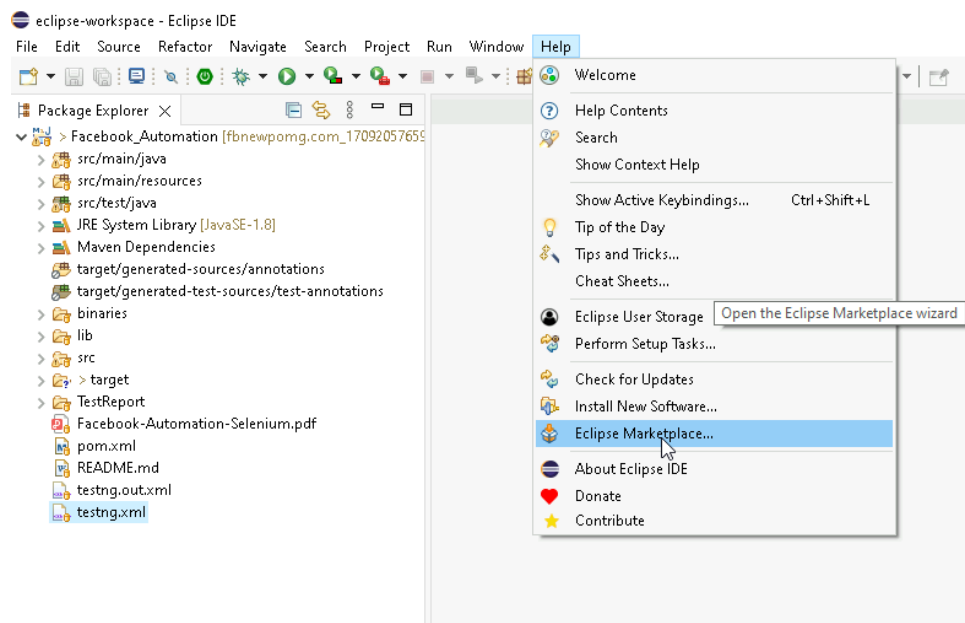 eclipse-workspace - Eclipse IDE
File Edit Source Refactor Navigate Search Project Run Window Help
Package Explorer
> Facebook_Automation [fbnewpomg.com_17092057659
src/main/java
src/main/resources
src/test/java
JRE System Library [JavaSE-1.8]
Maven Dependencies
target/generated-sources/annotations
target/generated-test-sources/test-annotations
binaries
lib
src
> target
TestReport
Facebook-Automation-Selenium.pdf
pom.xml
README.md
testng.out.xml
testng.xml
Welcome
Help Contents
Search
Show Context Help
Show Active Keybindings... Ctrl+Shift+L
Tip of the Day
Tips and Tricks...
Cheat Sheets...
Eclipse User Storage
Open the Eclipse Marketplace wizard
Perform Setup Tasks...
Check for Updates
Install New Software...
Eclipse Marketplace...
About Eclipse IDE
Donate
Contribute